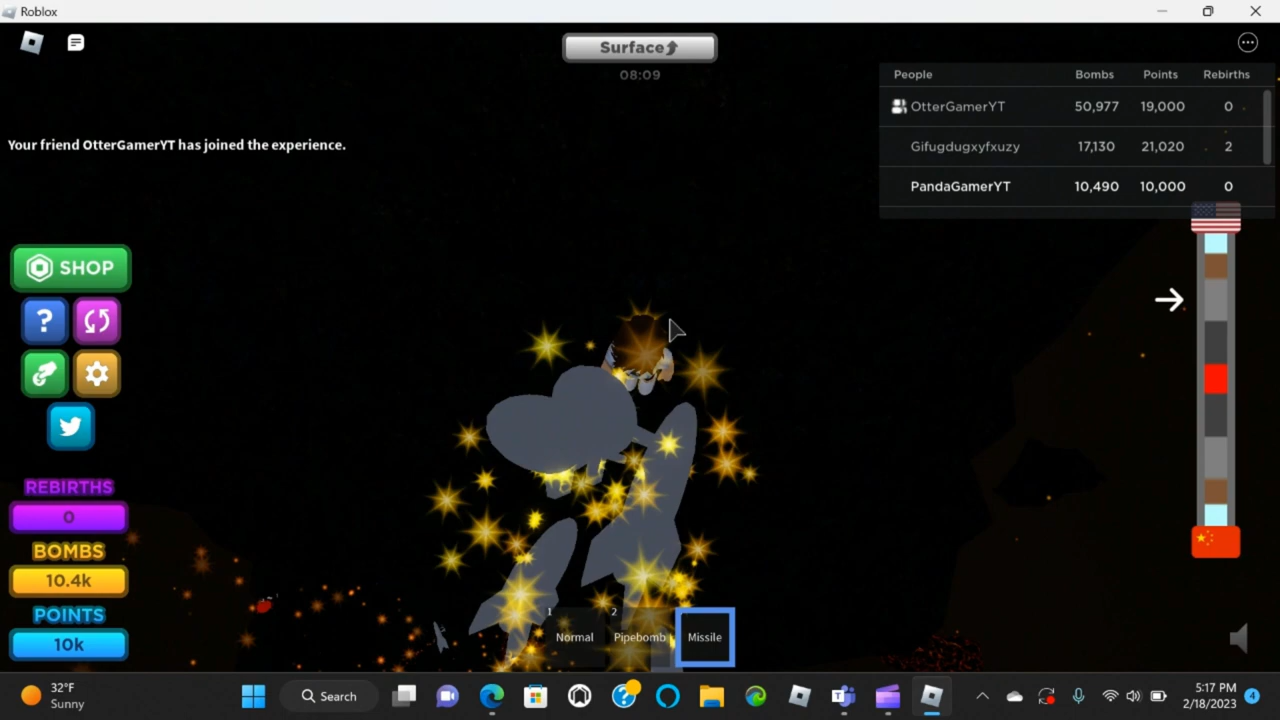 Roblox
Surface
08:09
People Bombs Points Rebirths
OtterGamerYT 50,977 19,000 0
Gifugdugxyfxuzy 17,130 21,020 2
PandaGamerYT 10,490 10,000 0
Your friend OtterGamerYT has joined the experience.
SHOP
?
REBIRTHS
0
BOMBS
10.4k
POINTS
10k
1 2
Normal Pipebomb Missile
32°F
Sunny
Search
5:17 PM
2/18/2023
4